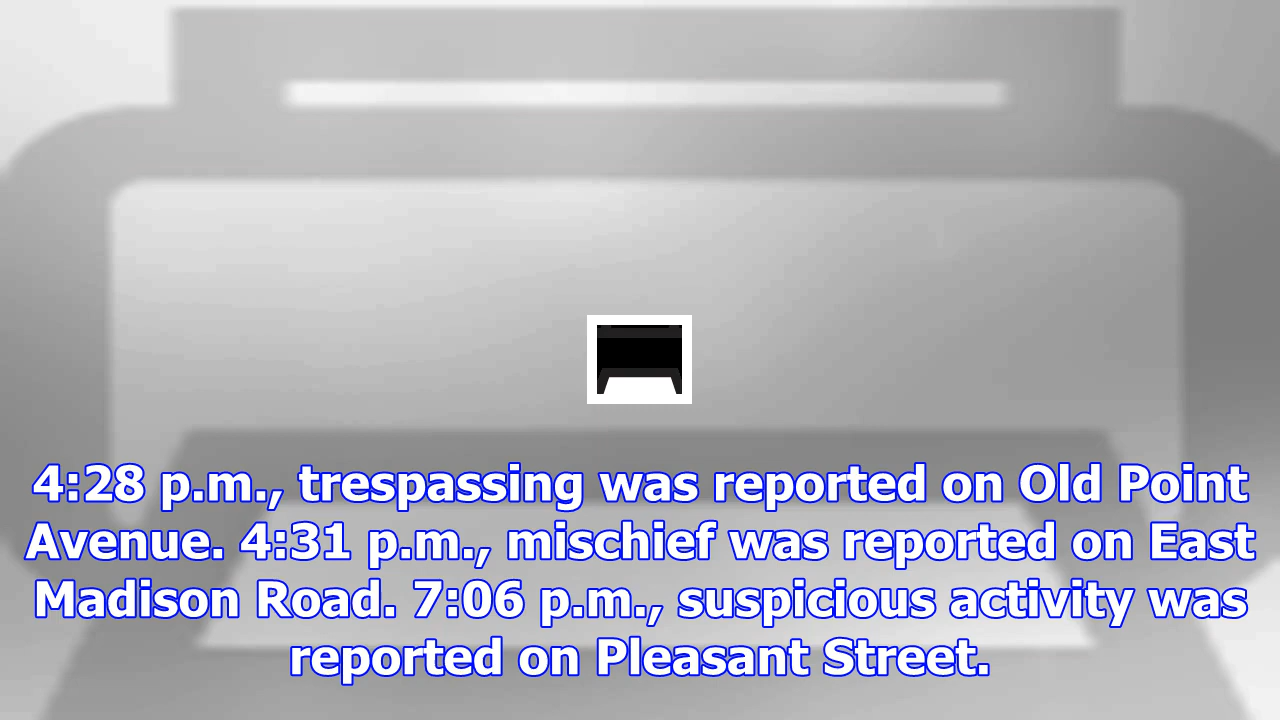 4:28 p.m., trespassing was reported on Old Point
Avenue. 4:31 p.m., mischief was reported on East
Madison Road. 7:06 p.m., suspicious activity was
reported on Pleasant Street.